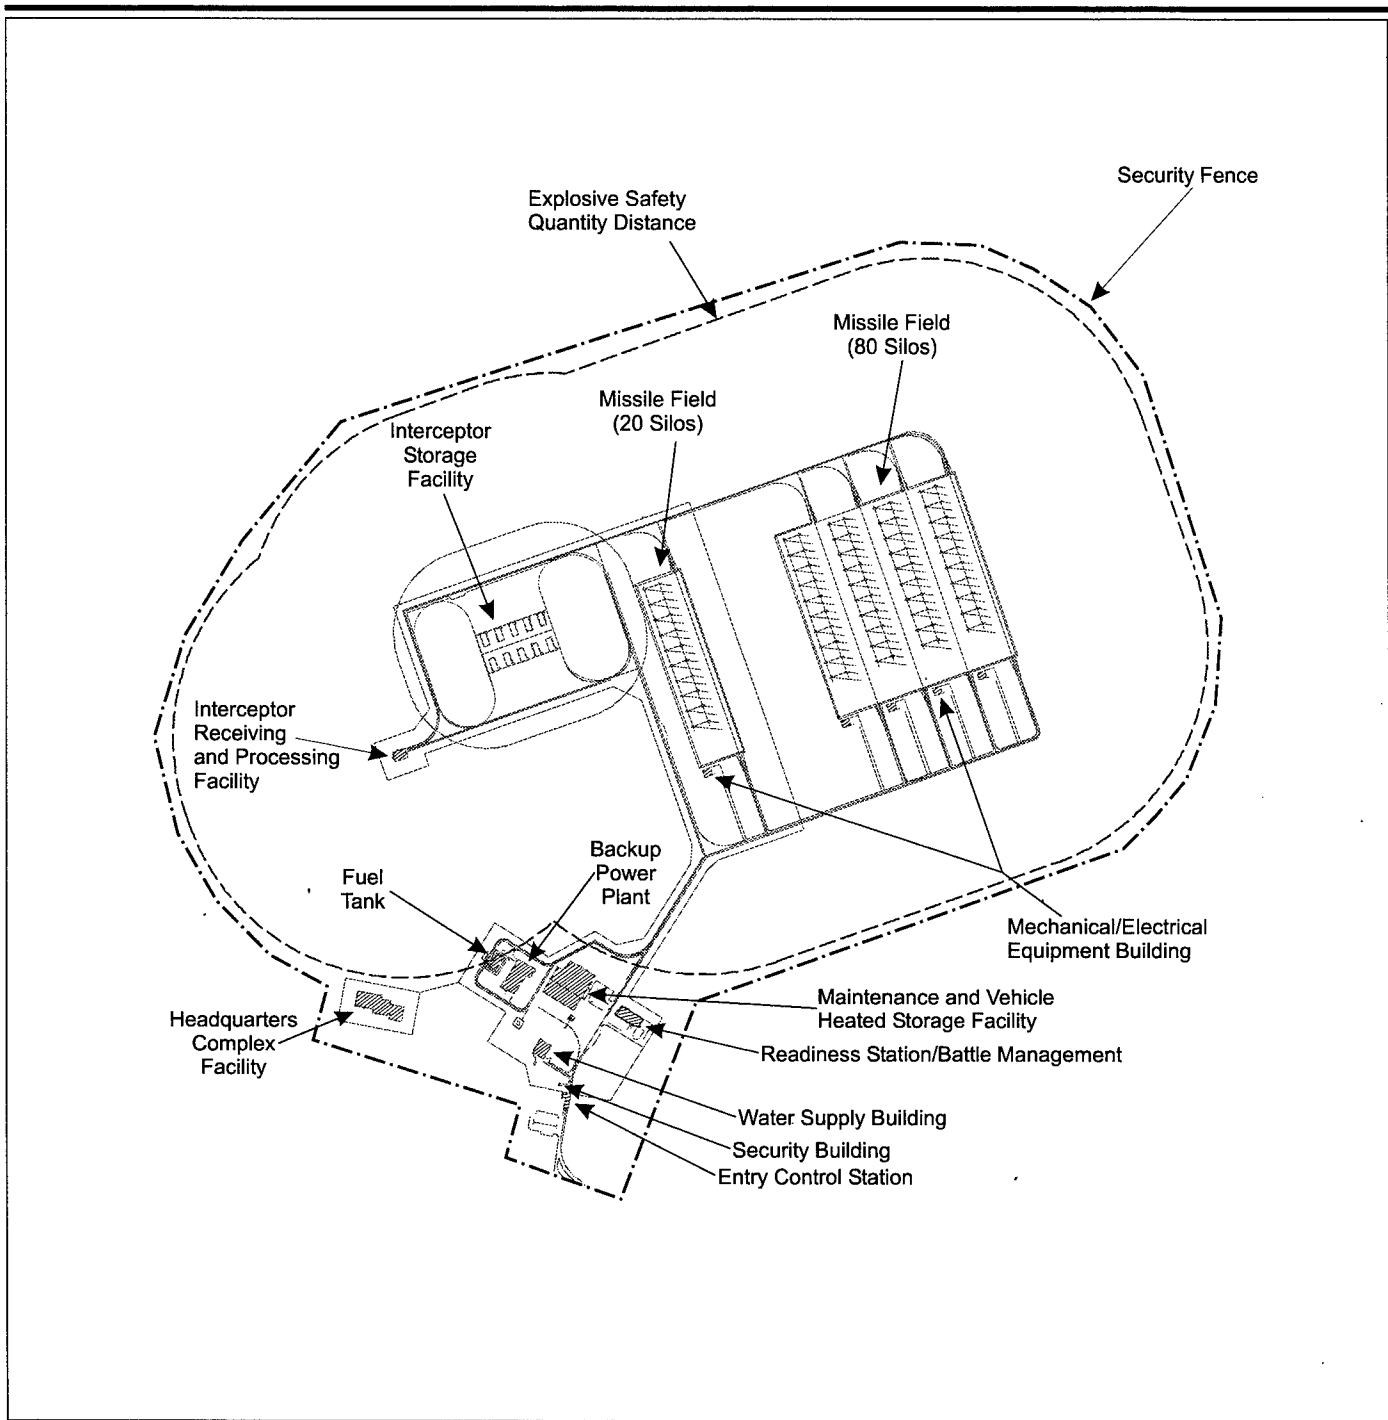 Security Fence
Explosive Safety
Quantity Distance
Missile Field
(80 Silos)
Missile Field
(20 Silos)
Interceptor
Storage
Facility
Interceptor
Receiving
and Processing
Facility
Backup
Power
Plant
Fuel
Tank
Mechanical/Electrical
Equipment Building
Maintenance and Vehicle
Heated Storage Facility
Headquarters
Complex
Facility
Readiness Station/Battle Management
Water Supply Building
Security Building
Entry Control Station